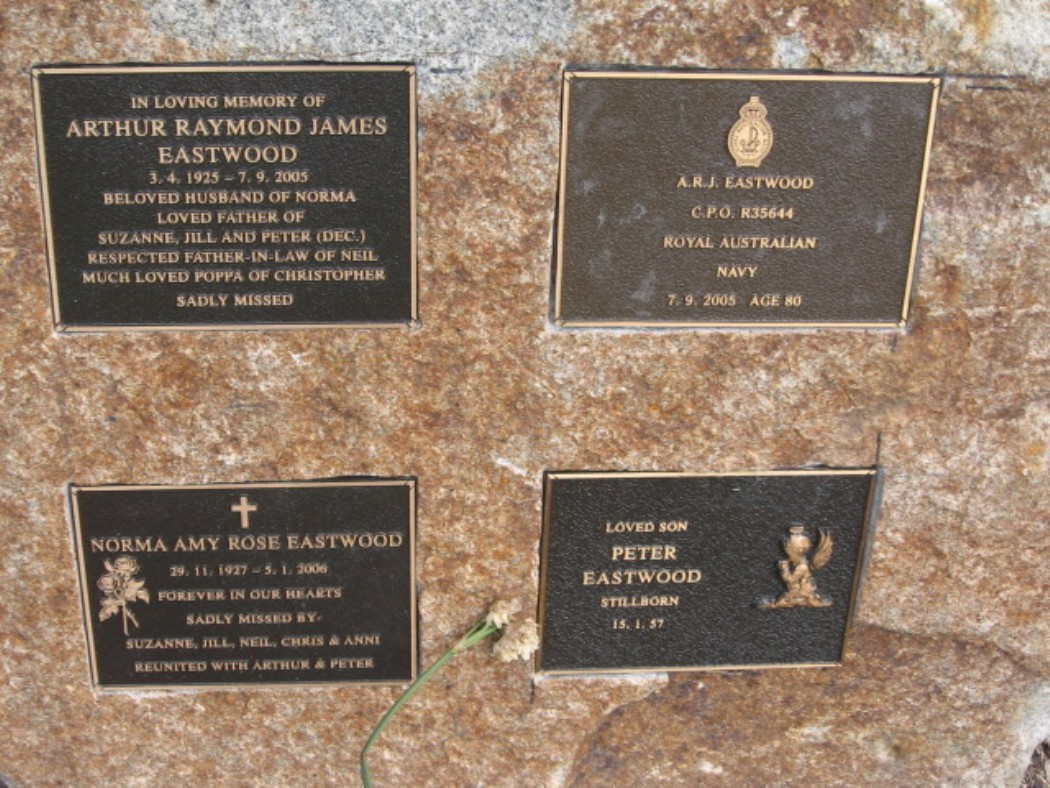 IN LOVING MEMORY OF
ARTHUR RAYMOND JAMES
EASTWOOD
3. 4. 1925 – 7. 9. 2005
BELOVED HUSBAND OF NORMA
LOVED FATHER OF
SUZANNE, JILL AND PETER (DEC.)
RESPECTED FATHER-IN-LAW OF NEIL
MUCH LOVED POPPA OF CHRISTOPHER
SADLY MISSED
A.R.J. EASTWOOD
C.P.O. R35644
ROYAL AUSTRALIAN
NAVY
7. 9. 2005 AGE 80
NORMA AMY ROSE EASTWOOD
29. 11. 1927 – 5. 1. 2006
FOREVER IN OUR HEARTS
SADLY MISSED BY-
SUZANNE, JILL, NEIL, CHRIS & ANNI
REUNITED WITH ARTHUR & PETER
LOVED SON
PETER
EASTWOOD
STILLBORN
15. 1. 57